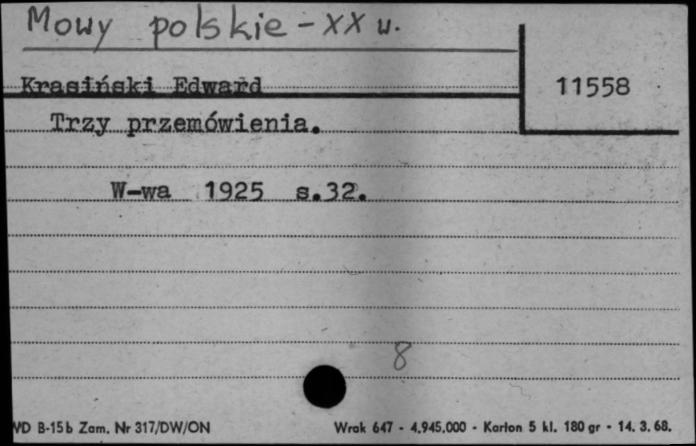 Mowy polskie - XX w.
Krasiński Edward
11558
Trzy przemówienia.
W-wa 1925 s.32.
8
WD B-15b Zam. Nr 317/DW/ON
Wrak 647 - 4.945.000 - Karton 5 kl. 180 gr - 14. 3. 68.